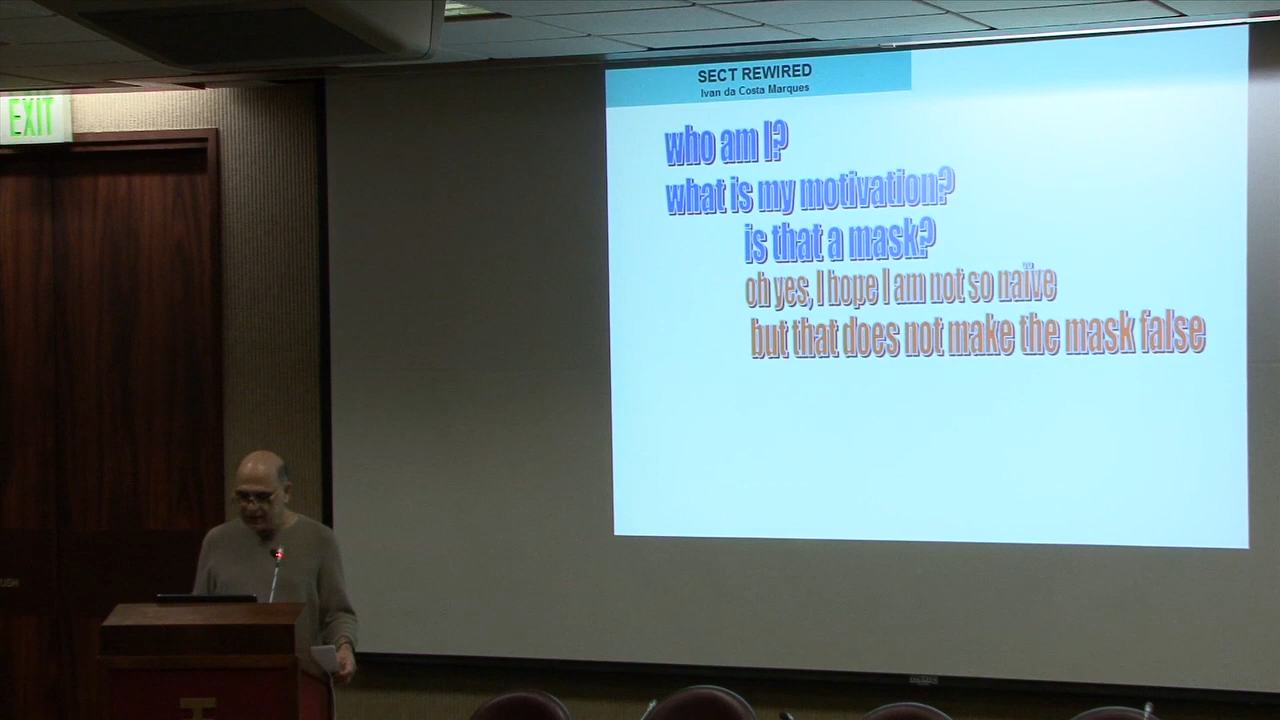 EXIT
SECT REWIRED
Ivan da Costa Marques
who am I?
what is my motivation?
is that a mask?
oh yes, I hope I am not so naïve
but that does not make the mask false